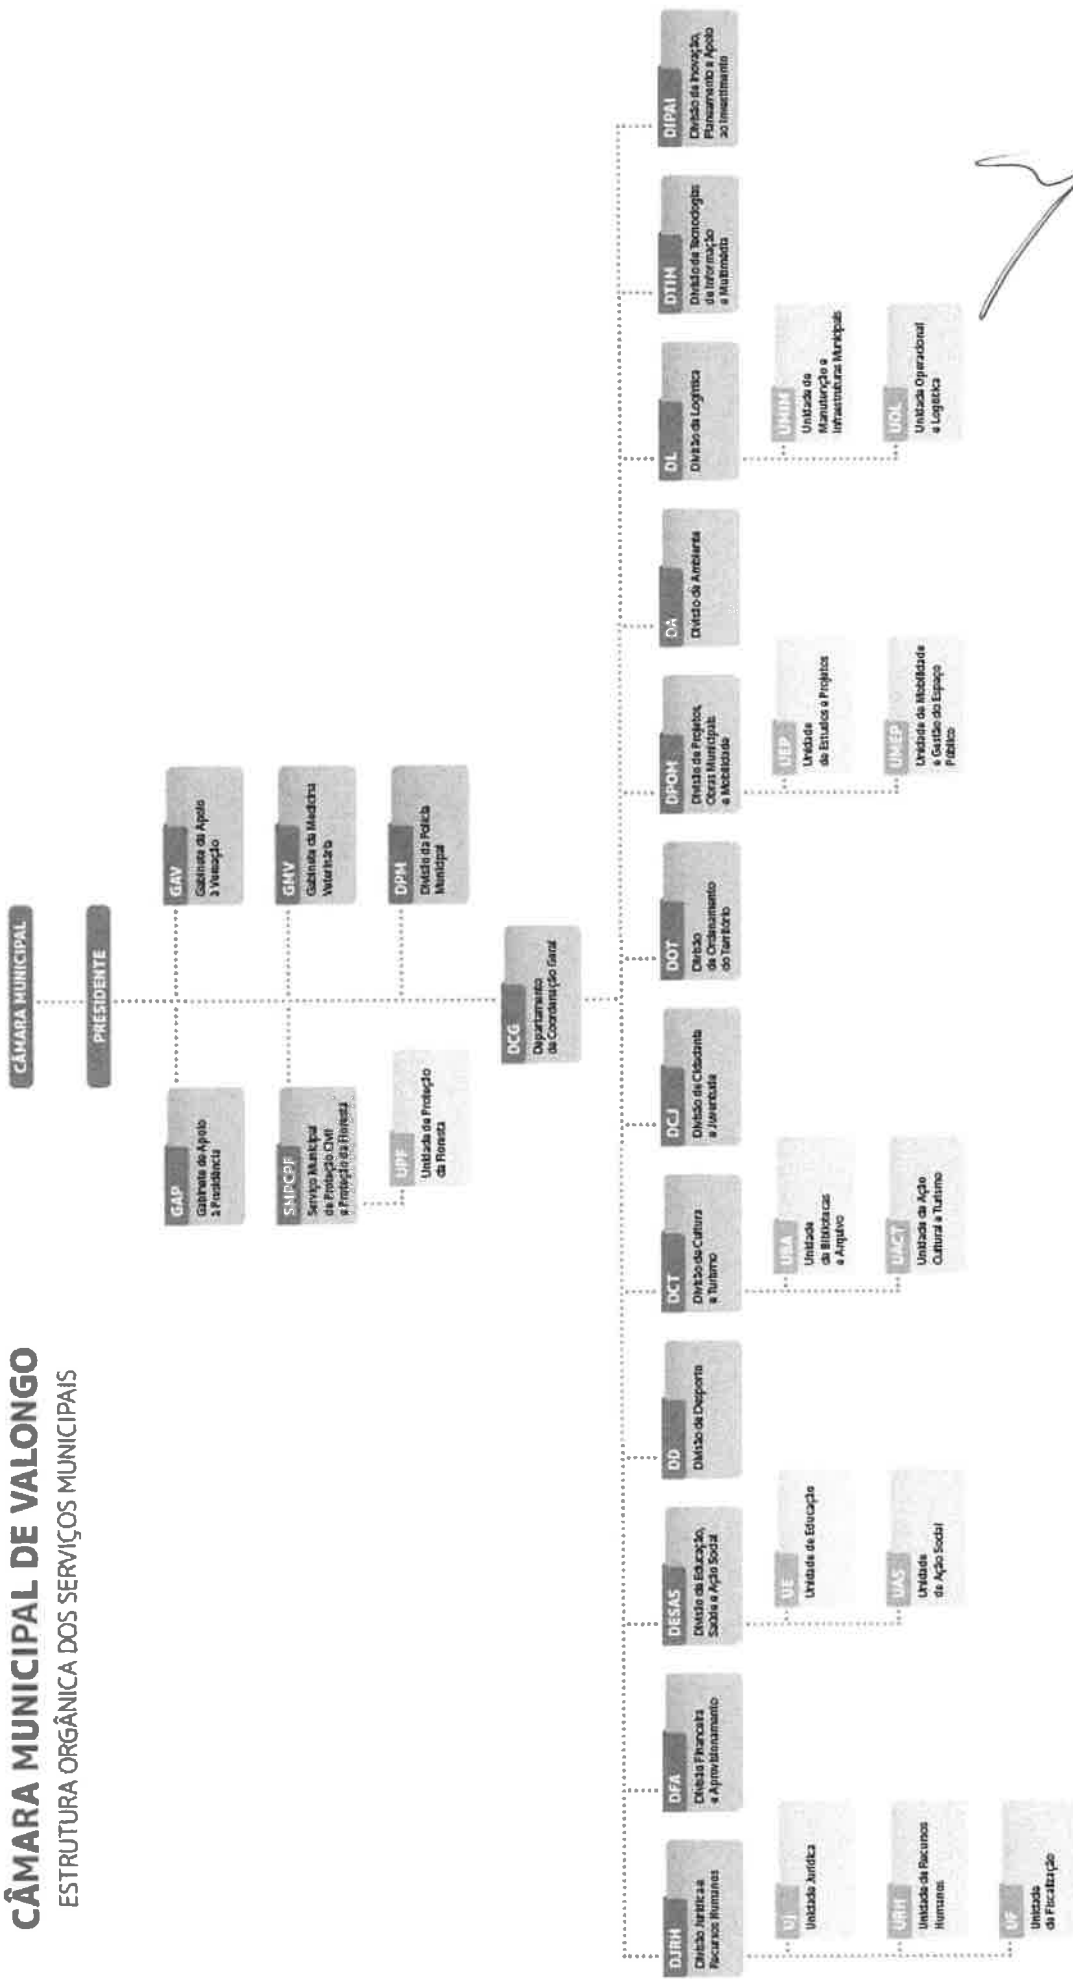 CÂMARA MUNICIPAL DE VALONGO
ESTRUTURA ORGÂNICA DOS SERVIÇOS MUNICIPAIS
CÂMARA MUNICIPAL
PRESIDENTE
GAP
Gabinete de Apoio
à Presidência
GAV
Gabinete de Apoio
à Vereação
SMPCPF
Serviço Municipal
de Proteção Civil
e Proteção da Floresta
GMV
Gabinete de Medicina
Veterinária
UPF
Unidade de Proteção
da Floresta
DPM
Divisão da Polícia
Municipal
DCG
Departamento
de Coordenação Geral
DJRH
Divisão Jurídica e
Recursos Humanos
UJ
Unidade Jurídica
URH
Unidade de Recursos
Humanos
UF
Unidade
de Fiscalização
DFA
Divisão Financeira
e Aprovisionamento
DESAS
Divisão de Educação,
Saúde e Ação Social
UE
Unidade de Educação
UAS
Unidade
de Ação Social
DD
Divisão de Desporto
DCT
Divisão de Cultura
e Turismo
UBA
Unidade
de Bibliotecas
e Arquivo
UACT
Unidade de Ação
Cultural e Turismo
DCJ
Divisão de Cidadania
e Juventude
DOT
Divisão
de Ordenamento
do Território
DPOM
Divisão de Projetos,
Obras Municipais
e Mobilidade
UEP
Unidade
de Estudos e Projetos
UMEP
Unidade de Mobilidade
e Gestão do Espaço
Público
DA
Divisão de Ambiente
DL
Divisão de Logística
UMIM
Unidade de
Manutenção e
Infraestruturas Municipais
UOL
Unidade Operacional
e Logística
DTIM
Divisão de Tecnologias
de Informação
e Multimédia
DIPAI
Divisão de Inovação,
Planeamento e Apoio
ao Investimento